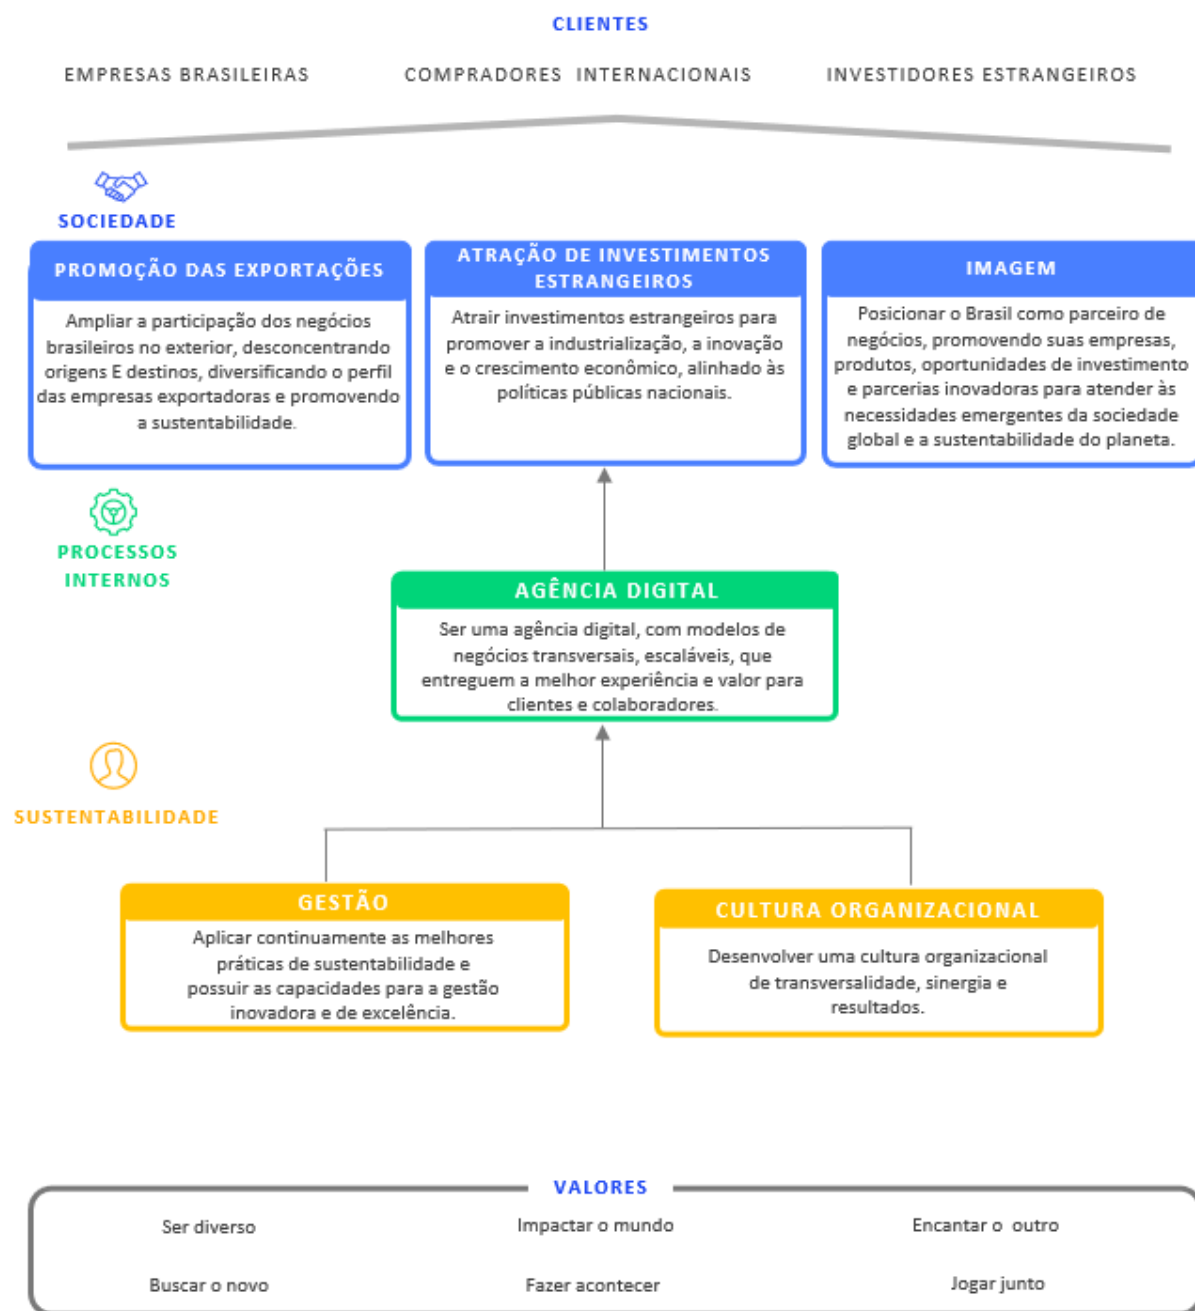 CLIENTES
EMPRESAS BRASILEIRAS
COMPRADORES INTERNACIONAIS
INVESTIDORES ESTRANGEIROS
SOCIEDADE
PROMOÇÃO DAS EXPORTAÇÕES
Ampliar a participação dos negócios
brasileiros no exterior, desconcentrando
origens E destinos, diversificando o perfil
das empresas exportadoras e promovendo
a sustentabilidade.
ATRAÇÃO DE INVESTIMENTOS
ESTRANGEIROS
Atrair investimentos estrangeiros para
promover a industrialização, a inovação
e o crescimento econômico, alinhado às
políticas públicas nacionais.
IMAGEM
Posicionar o Brasil como parceiro de
negócios, promovendo suas empresas,
produtos, oportunidades de investimento
e parcerias inovadoras para atender às
necessidades emergentes da sociedade
global e a sustentabilidade do planeta.
PROCESSOS
INTERNOS
AGÊNCIA DIGITAL
Ser uma agência digital, com modelos de
negócios transversais, escaláveis, que
entreguem a melhor experiência e valor para
clientes e colaboradores.
SUSTENTABILIDADE
GESTÃO
Aplicar continuamente as melhores
práticas de sustentabilidade e
possuir as capacidades para a gestão
inovadora e de excelência.
CULTURA ORGANIZACIONAL
Desenvolver uma cultura organizacional
de transversalidade, sinergia e
resultados.
VALORES
Ser diverso
Impactar o mundo
Encantar o outro
Buscar o novo
Fazer acontecer
Jogar junto